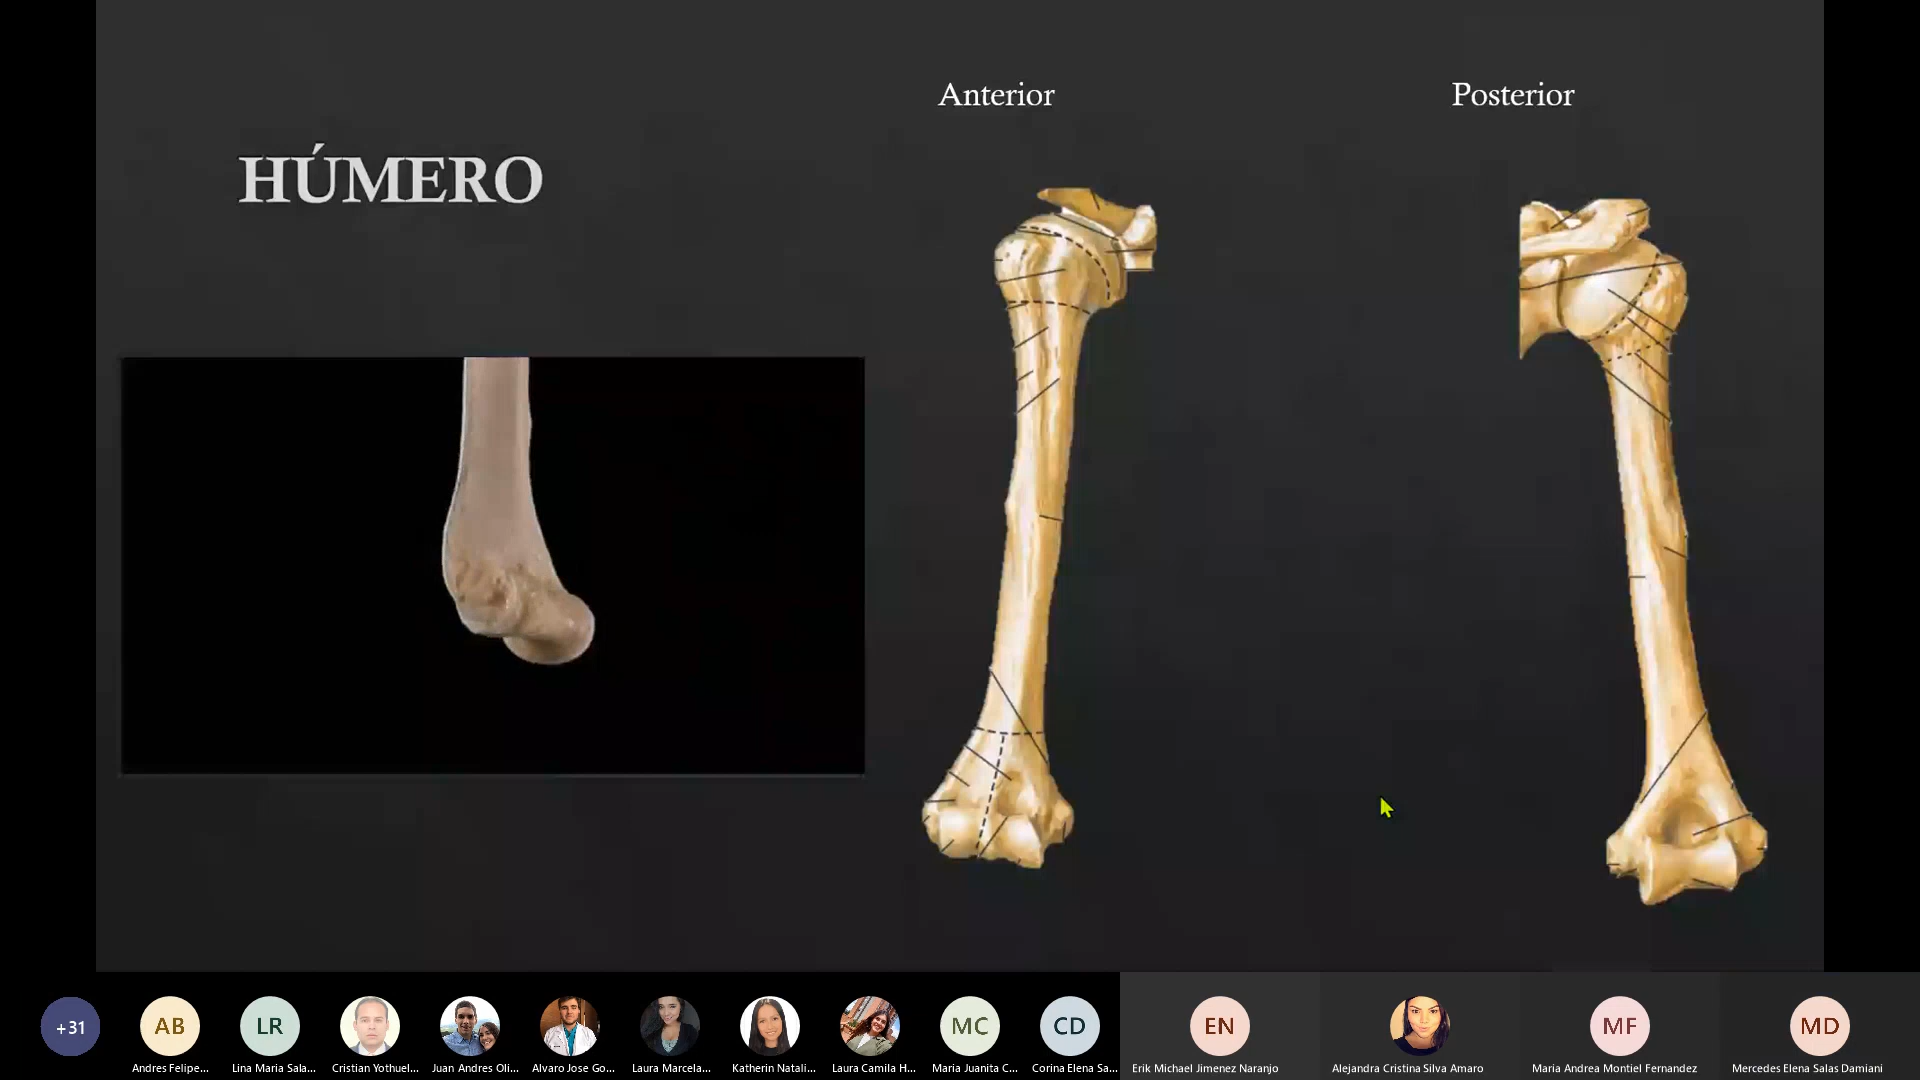 Anterior
Posterior
HÚMERO
+31
AB
LR
MC
CD
EN
MF
MD
Andres Felipe...
Lina Maria Sala...
Cristian Yothuel...
Juan Andres Oli...
Alvaro Jose Go...
Laura Marcela...
Katherin Natali...
Laura Camila H...
Maria Juanita C...
Corina Elena Sa...
Erik Michael Jimenez Naranjo
Alejandra Cristina Silva Amaro
Maria Andrea Montiel Fernandez
Mercedes Elena Salas Damiani